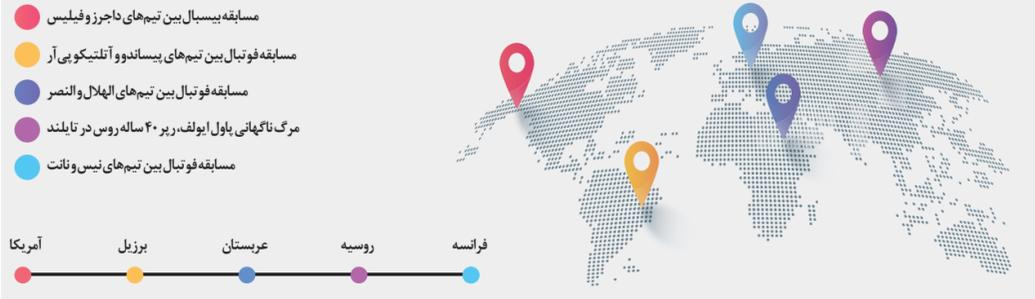 مسابقه بیسبال بین تیم‌های داجرز و فیلیس
مسابقه فوتبال بین تیم‌های پیساندو و آتلتیکو پی آر
مسابقه فوتبال بین تیم‌های الهلال و النصر
مرگ ناگهانی پاول ایولف، رپر ۴۰ ساله روس در تایلند
مسابقه فوتبال بین تیم‌های نیس و نانت
فرانسه روسیه عربستان برزیل آمریکا